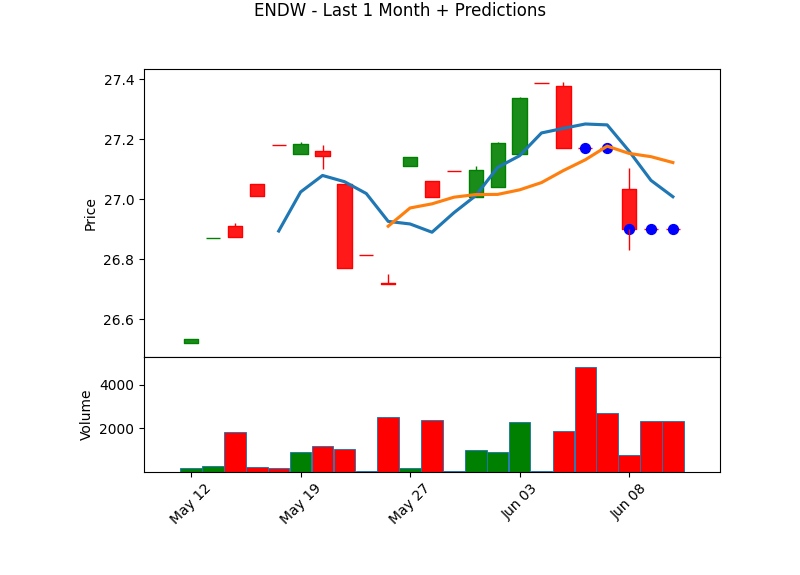 ENDW - Last 1 Month + Predictions
27.4
27.2
27.0
26.8
26.6
Price
4000
2000
Volume
May 12
May 19
May 27
Jun 03
Jun 08